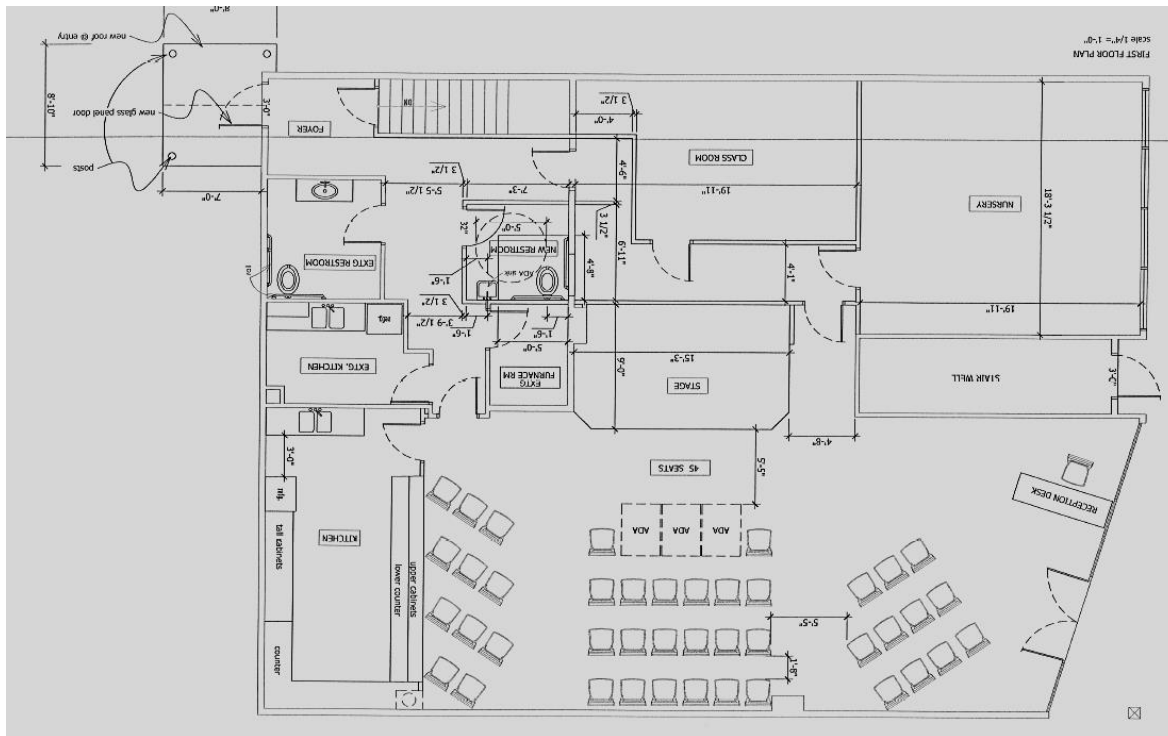 1'-8"
counter
5'-5"
upper cabinets
lower counter
KITCHEN
tall cabinets
ADA
ADA
ADA
RECEPTION DESK
refg.
45 SEATS
5'-5"
3'-0"
4'-8"
STAGE
EXTG
FURNACE RM
EXTG. KITCHEN
STAIR WELL
3'-0"
15'-3"
9'-0"
5'-0"
1'-6"
1'-6"
3'-9 1/2"
3 1/2"
refg.
19'-11"
4'-1"
4'-8"
6'-11"
ADA sink
1'-6"
NEW RESTROOM
EXTG RESTROOM
5'-0"
32"
3 1/2"
NURSERY
18'-3 1/2"
19'-11"
7'-3"
5'-5 1/2"
7'-0"
3 1/2"
CLASS ROOM
4'-6"
posts
FOYER
4'-0"
3 1/2"
DN
3'-0"
new glass panel door
8'-10"
FIRST FLOOR PLAN
scale 1/4"= 1'-0"
new roof @ entry
8'-0"